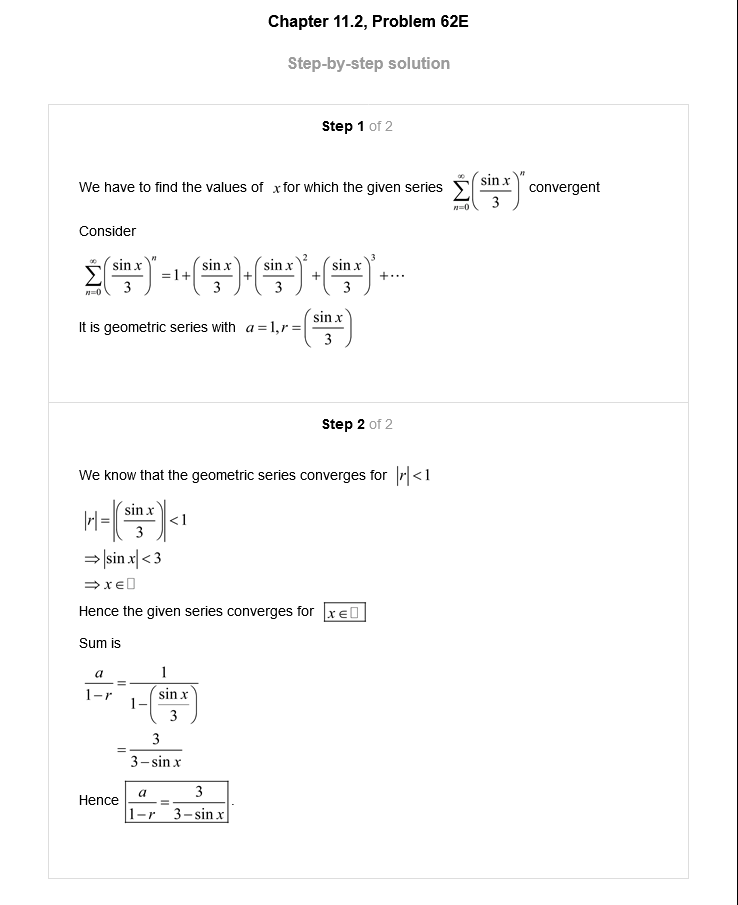 Chapter 11.2, Problem 62E
Step-by-step solution
Step 1 of 2
We have to find the values of x for which the given series $\sum_{n=0}^{\infty}\left(\frac{\sin x}{3}\right)^n$ convergent
Consider
$\sum_{n=0}^{\infty}\left(\frac{\sin x}{3}\right)^n = 1+\left(\frac{\sin x}{3}\right)+\left(\frac{\sin x}{3}\right)^2+\left(\frac{\sin x}{3}\right)^3+\cdots$
It is geometric series with $a=1, r=\left(\frac{\sin x}{3}\right)$
Step 2 of 2
We know that the geometric series converges for $|r|<1$
$|r|=\left|\left(\frac{\sin x}{3}\right)\right|<1$
$\Rightarrow|\sin x|<3$
$\Rightarrow x\in$ □
Hence the given series converges for $x\in$ □
Sum is
$\frac{a}{1-r}=\frac{1}{1-\left(\frac{\sin x}{3}\right)}$
$=\frac{3}{3-\sin x}$
Hence $\frac{a}{1-r}=\frac{3}{3-\sin x}$.